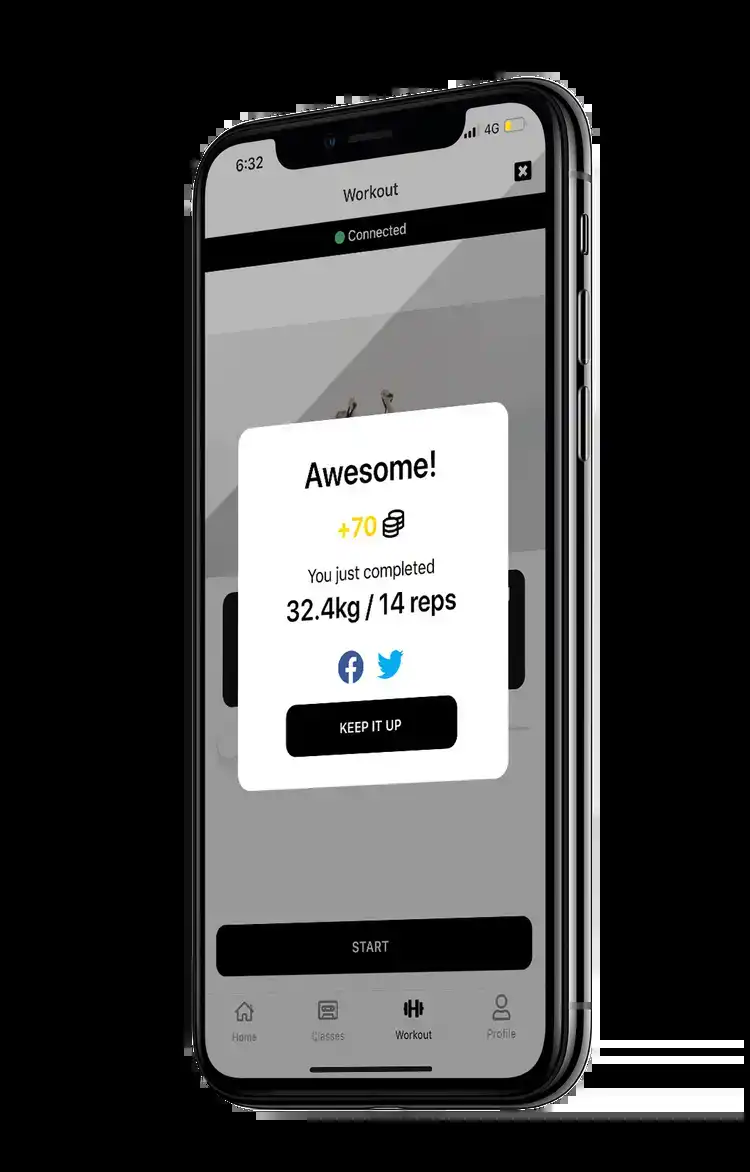 6:32
4G
Workout
Connected
Awesome!
+70
You just completed
32.4kg / 14 reps
KEEP IT UP
START
Home
Classes
Workout
Profile